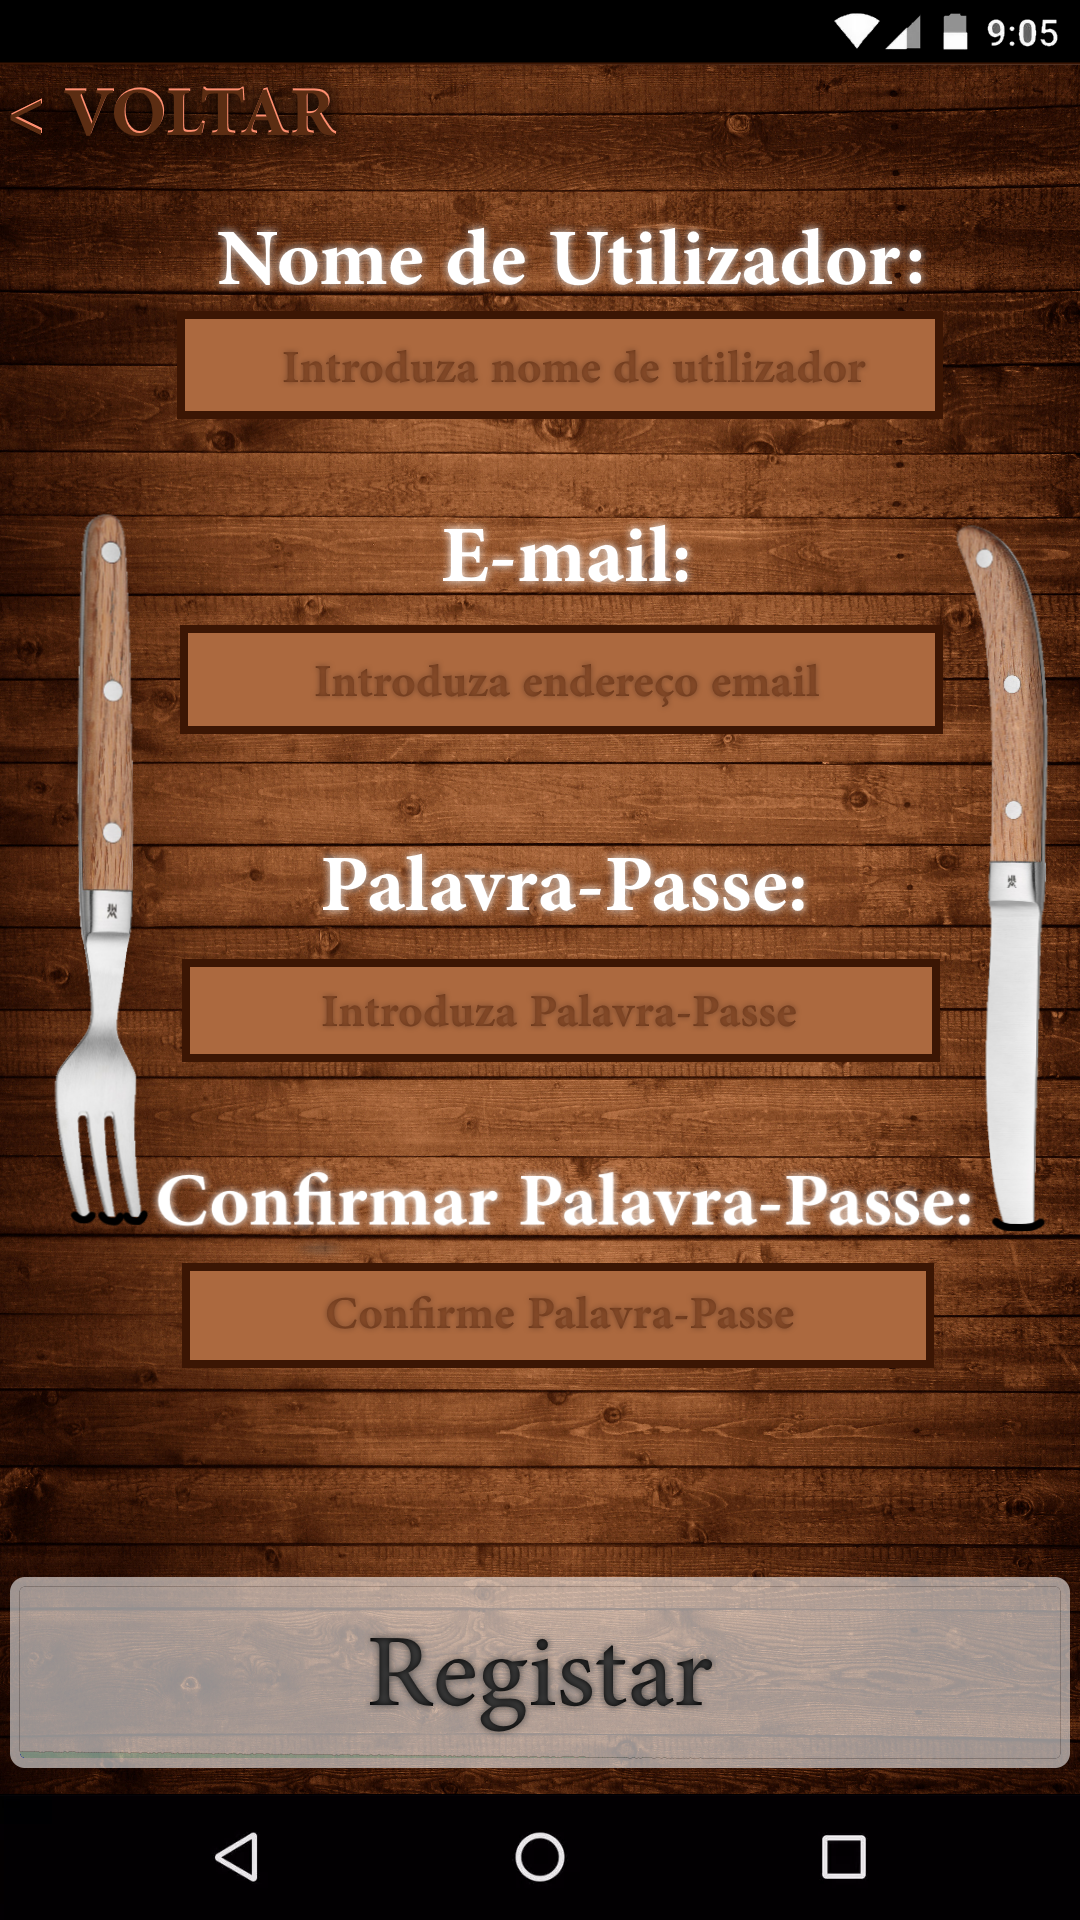 9:05
< VOLTAR
Nome de Utilizador:
Introduza nome de utilizador
E-mail:
Introduza endereço email
Palavra-Passe:
Introduza Palavra-Passe
Confirmar Palavra-Passe:
Confirme Palavra-Passe
Registar